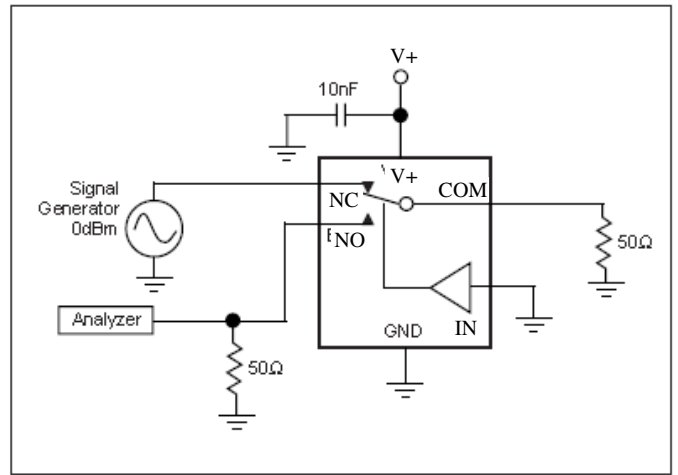 V+
10nF
V+
Signal
Generator
0dBm
NC
COM
NO
50Ω
Analyzer
50Ω
GND
IN